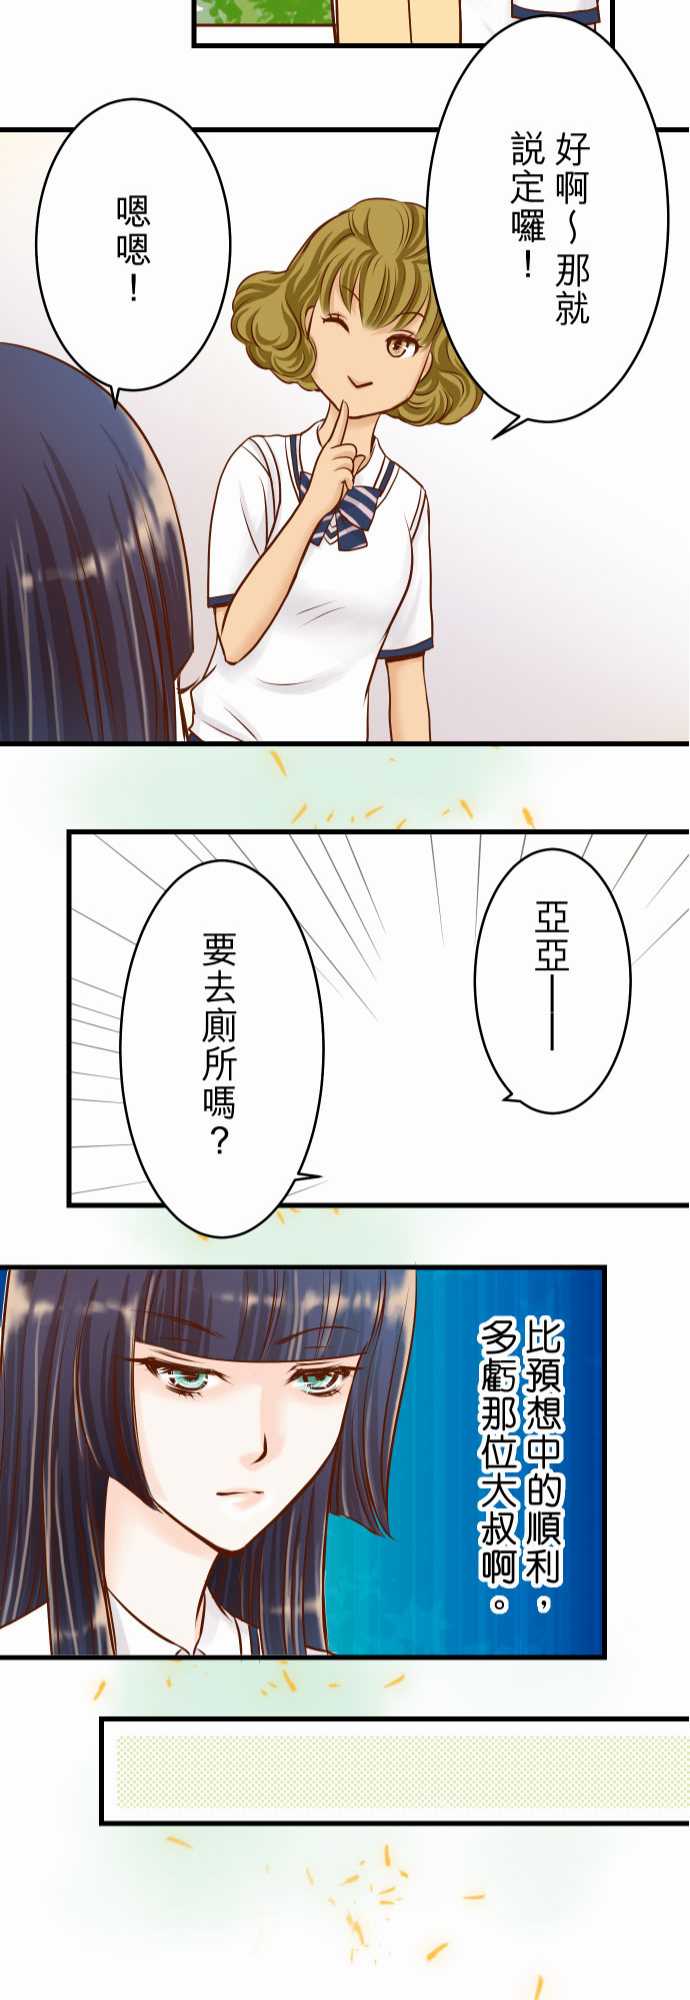 好啊～那就
說定囉！
嗯嗯！
亞亞——
要去廁所嗎？
比預想中的順利，
多虧那位大叔啊。